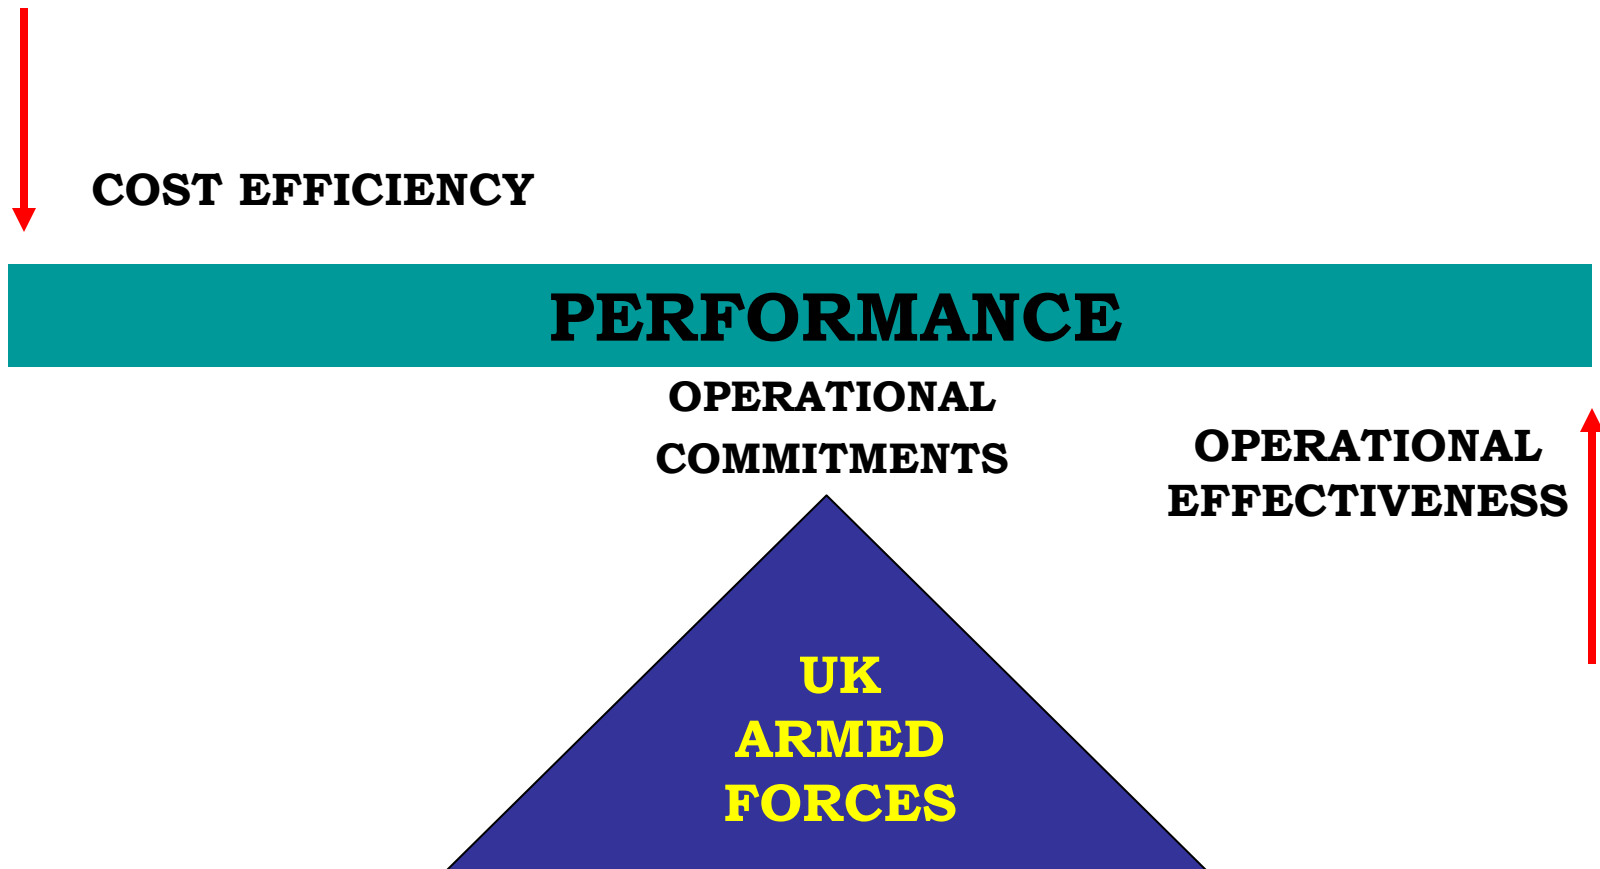 COST EFFICIENCY
PERFORMANCE
OPERATIONAL
COMMITMENTS
OPERATIONAL
EFFECTIVENESS
UK
ARMED
FORCES